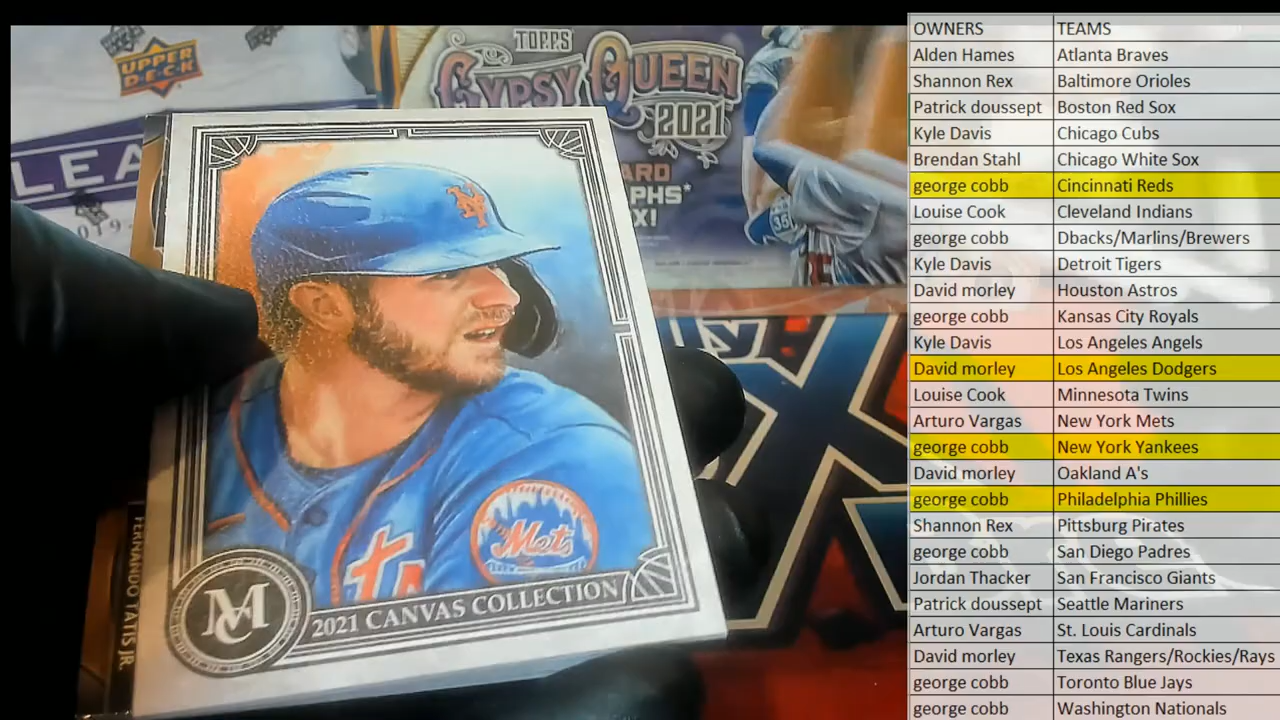 UPPER
DECK
LEA
019
TOPPS
GYPSY QUEEN
2021
ARD
PHS*
X!
NY
Mets
MC
2021 CANVAS COLLECTION
FERNANDO TATIS JR.
OWNERS TEAMS
Alden Hames Atlanta Braves
Shannon Rex Baltimore Orioles
Patrick doussept Boston Red Sox
Kyle Davis Chicago Cubs
Brendan Stahl Chicago White Sox
george cobb Cincinnati Reds
Louise Cook Cleveland Indians
george cobb Dbacks/Marlins/Brewers
Kyle Davis Detroit Tigers
David morley Houston Astros
george cobb Kansas City Royals
Kyle Davis Los Angeles Angels
David morley Los Angeles Dodgers
Louise Cook Minnesota Twins
Arturo Vargas New York Mets
george cobb New York Yankees
David morley Oakland A's
george cobb Philadelphia Phillies
Shannon Rex Pittsburg Pirates
george cobb San Diego Padres
Jordan Thacker San Francisco Giants
Patrick doussept Seattle Mariners
Arturo Vargas St. Louis Cardinals
David morley Texas Rangers/Rockies/Rays
george cobb Toronto Blue Jays
george cobb Washington Nationals